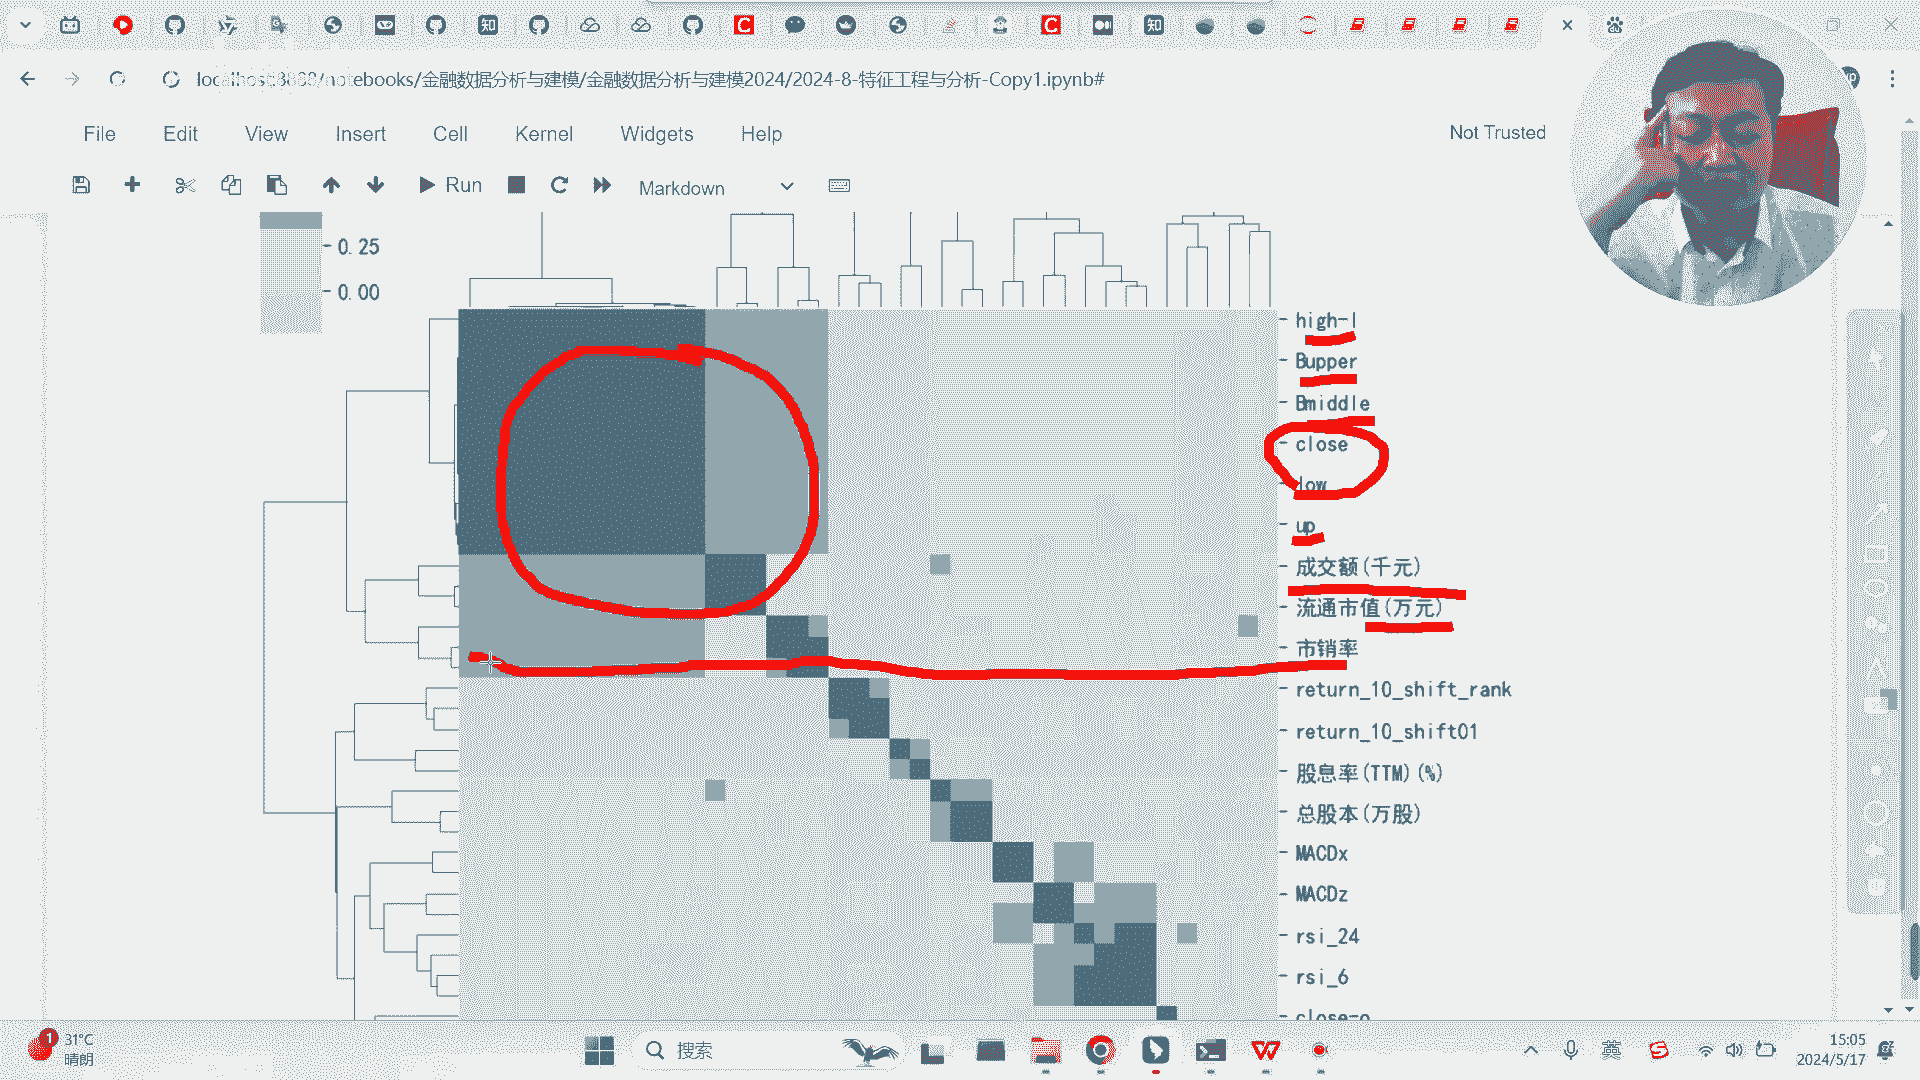 localhost:8888/notebooks/金融数据分析与建模/金融数据分析与建模2024/2024-8-特征工程与分析-Copy1.ipynb#
File Edit View Insert Cell Kernel Widgets Help
Not Trusted
Run
Markdown
0.25
0.00
high-l
Bupper
Bmiddle
close
low
up
成交额(千元)
流通市值(万元)
市销率
return_10_shift_rank
return_10_shift01
股息率(TTM)(%)
总股本(万股)
MACDx
MACDz
rsi_24
rsi_6
close-o
1
31°C
晴朗
搜索
英
15:05
2024/5/17